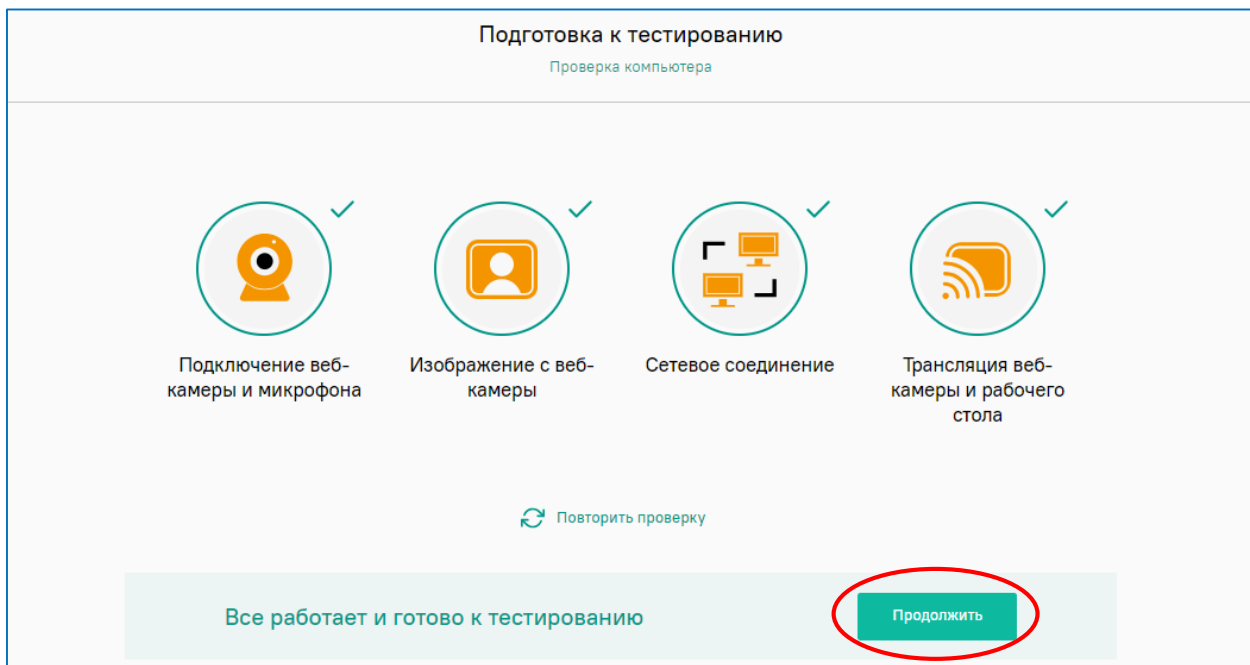 Подготовка к тестированию
Проверка компьютера
Подключение веб-
камеры и микрофона
Изображение с веб-
камеры
Сетевое соединение
Трансляция веб-
камеры и рабочего
стола
Повторить проверку
Все работает и готово к тестированию
Продолжить